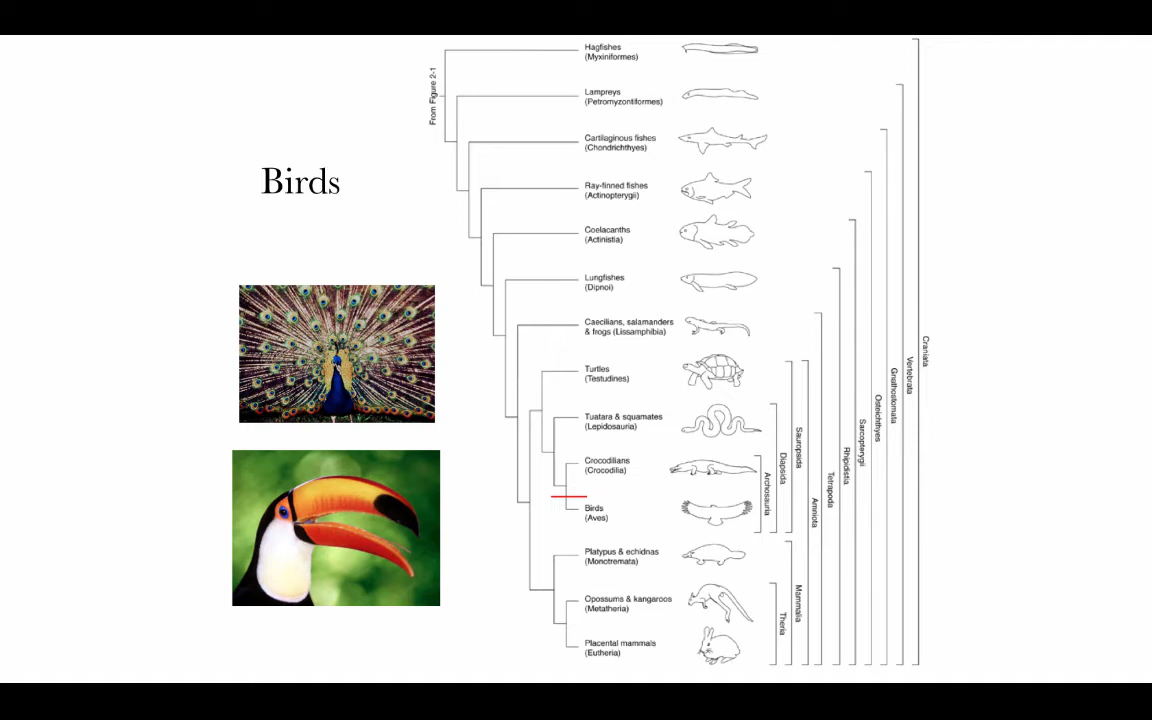 Birds
From Figure 2-1
Hagfishes
(Myxiniformes)
Lampreys
(Petromyzontiformes)
Cartilaginous fishes
(Chondrichthyes)
Ray-finned fishes
(Actinopterygii)
Coelacanths
(Actinistia)
Lungfishes
(Dipnoi)
Caecilians, salamanders
& frogs (Lissamphibia)
Turtles
(Testudines)
Tuatara & squamates
(Lepidosauria)
Crocodilians
(Crocodilia)
Birds
(Aves)
Platypus & echidnas
(Monotremata)
Opossums & kangaroos
(Metatheria)
Placental mammals
(Eutheria)
Archosauria
Theria
Diapsida
Sauropsida
Mammalia
Amniota
Tetrapoda
Rhipidistia
Sarcopterygii
Osteichthyes
Gnathostomata
Vertebrata
Craniata